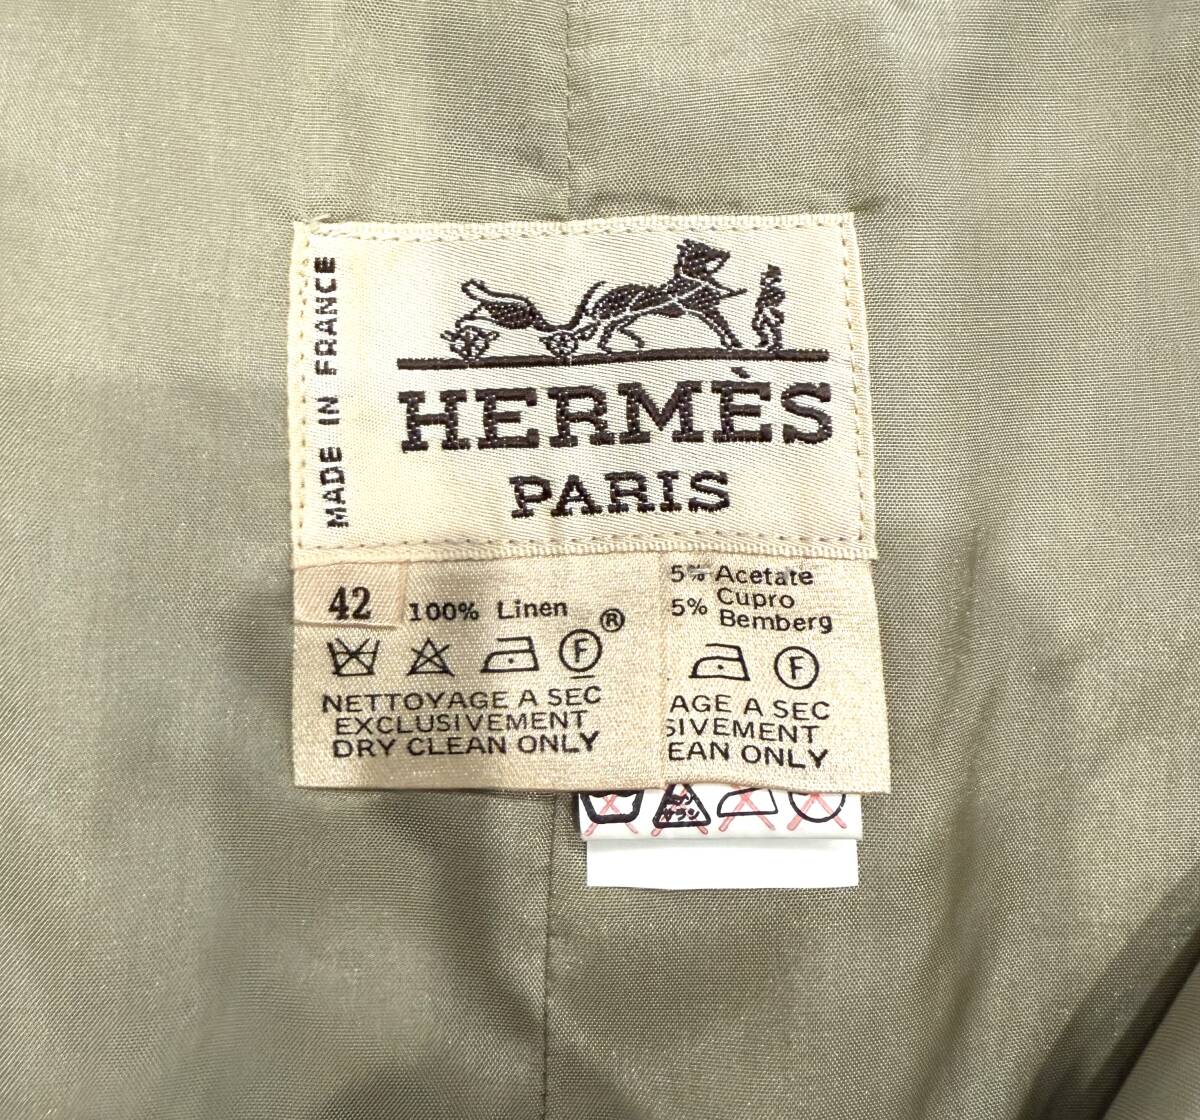 MADE IN FRANCE
HERMÈS
PARIS
42
100% Linen
®
F
NETTOYAGE A SEC
EXCLUSIVEMENT
DRY CLEAN ONLY
5% Acetate
5% Cupro
Bemberg
F
AGE A SEC
SIVEMENT
EAN ONLY